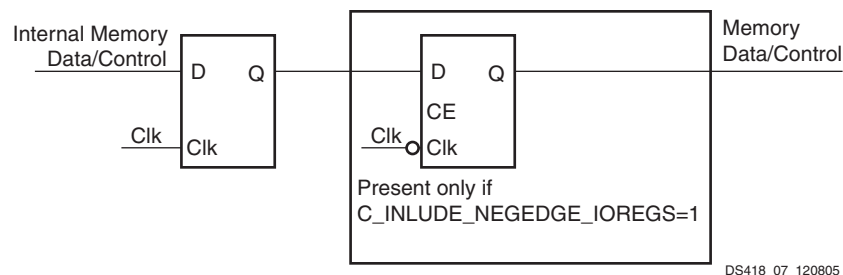 Internal Memory
Data/Control
Memory
Data/Control
D Q
D Q
CE
Clk
Clk
Clk
Clk
Present only if
C_INLUDE_NEGEDGE_IOREGS=1
DS418_07_120805